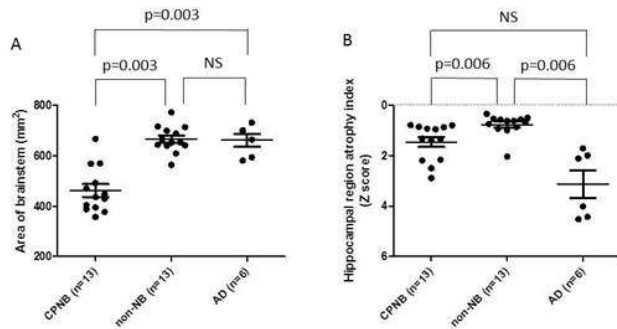 A
p=0.003
p=0.003
NS
Area of brainstem (mm²)
800
600
400
200
CPNB (n=13)
non-NB (n=13)
AD (n=6)
B
NS
p=0.006
p=0.006
Hippocampal region atrophy index
(Z score)
0
2
4
6
CPNB (n=13)
non-NB (n=13)
AD (n=6)